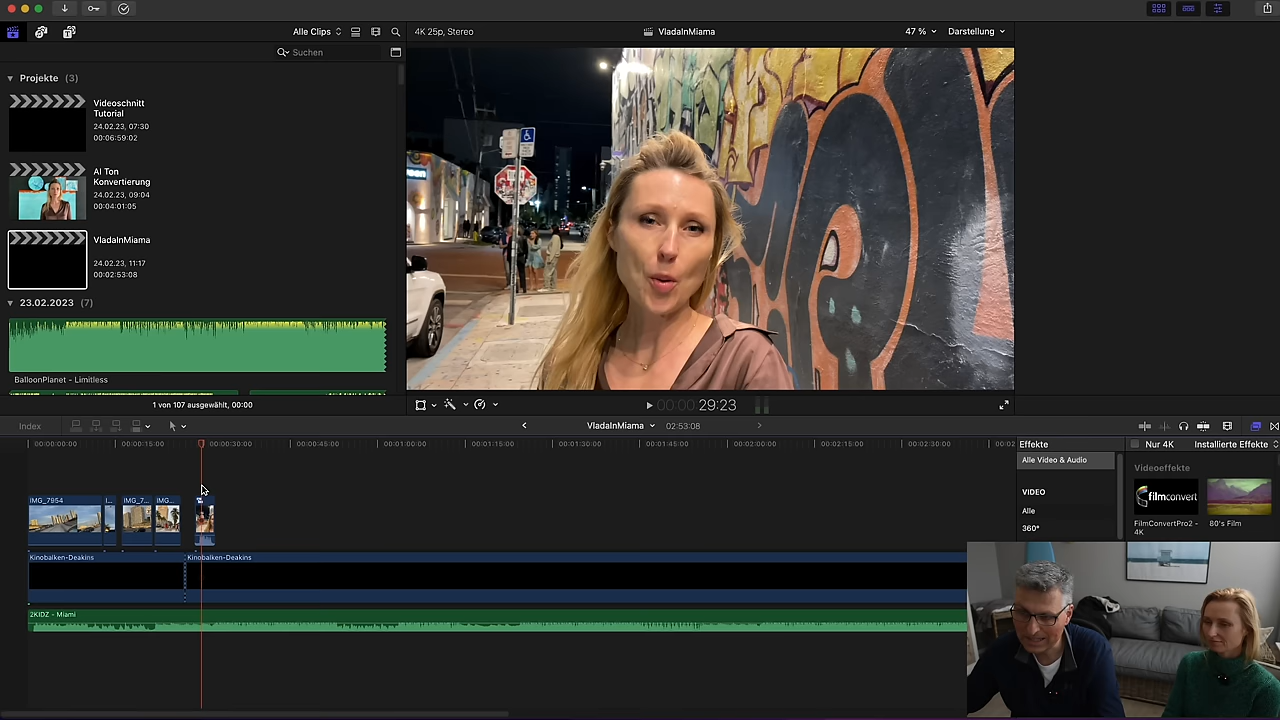 Alle Clips
4K 25p, Stereo
VladaInMiama
47 %
Darstellung
Suchen
Projekte (3)
Videoschnitt
Tutorial
24.02.23, 07:30
00:06:59:02
AI Ton
Konvertierung
24.02.23, 09:04
00:04:01:05
VladaInMiama
24.02.23, 11:17
00:02:53:08
23.02.2023 (7)
BalloonPlanet - Limitless
1 von 107 ausgewählt, 00:00
00:00:29:23
Index
VladaInMiama
02:53:08
00:00:00:00
00:00:15:00
00:00:30:00
00:00:45:00
00:01:00:00
00:01:15:00
00:01:30:00
00:01:45:00
00:02:00:00
00:02:15:00
00:02:30:00
00:02
Effekte
Nur 4K
Installierte Effekte
Alle Video & Audio
Videoeffekte
VIDEO
Alle
360°
filmconvert
FilmConvertPro2 -
4K
80's Film
IMG_7954
I...
IMG_7...
IMG...
Kinobalken-Deakins
Kinobalken-Deakins
2KIDZ - Miami